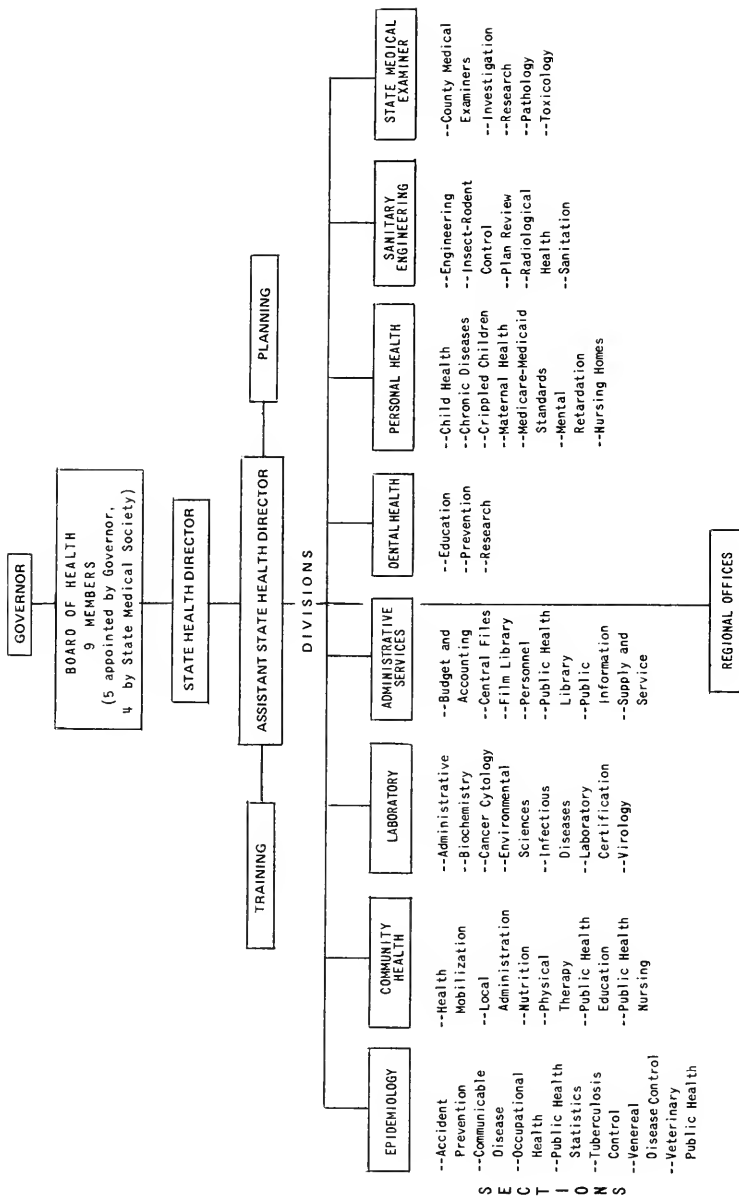 GOVERNOR
BOARD OF HEALTH
9 MEMBERS
(5 appointed by Governor,
4 by State Medical Society)
STATE HEALTH DIRECTOR
TRAINING
ASSISTANT STATE HEALTH DIRECTOR
PLANNING
DIVISIONS
EPIDEMIOLOGY
--Accident
Prevention
--Communicable
Disease
--Occupational
Health
--Public Health
Statistics
--Tuberculosis
Control
--Venereal
Disease Control
--Veterinary
Public Health
COMMUNITY
HEALTH
--Health
Mobilization
--Local
Administration
--Nutrition
--Physical
Therapy
--Public Health
Education
--Public Health
Nursing
LABORATORY
--Administrative
--Biochemistry
--Cancer Cytology
--Environmental
Sciences
--Infectious
Diseases
--Laboratory
Certification
--Virology
ADMINISTRATIVE
SERVICES
--Budget and
Accounting
--Central Files
--Film Library
--Personnel
--Public Health
Library
--Public
Information
--Supply and
Service
DENTAL HEALTH
--Education
--Prevention
--Research
PERSONAL HEALTH
--Child Health
--Chronic Diseases
--Crippled Children
--Maternal Health
--Medicare-Medicaid
Standards
--Mental
Retardation
--Nursing Homes
SANITARY
ENGINEERING
--Engineering
--Insect-Rodent
Control
--Plan Review
--Radiological
Health
--Sanitation
STATE MEDICAL
EXAMINER
--County Medical
Examiners
--Investigation
--Research
--Pathology
--Toxicology
SECTIONS
REGIONAL OFFICES